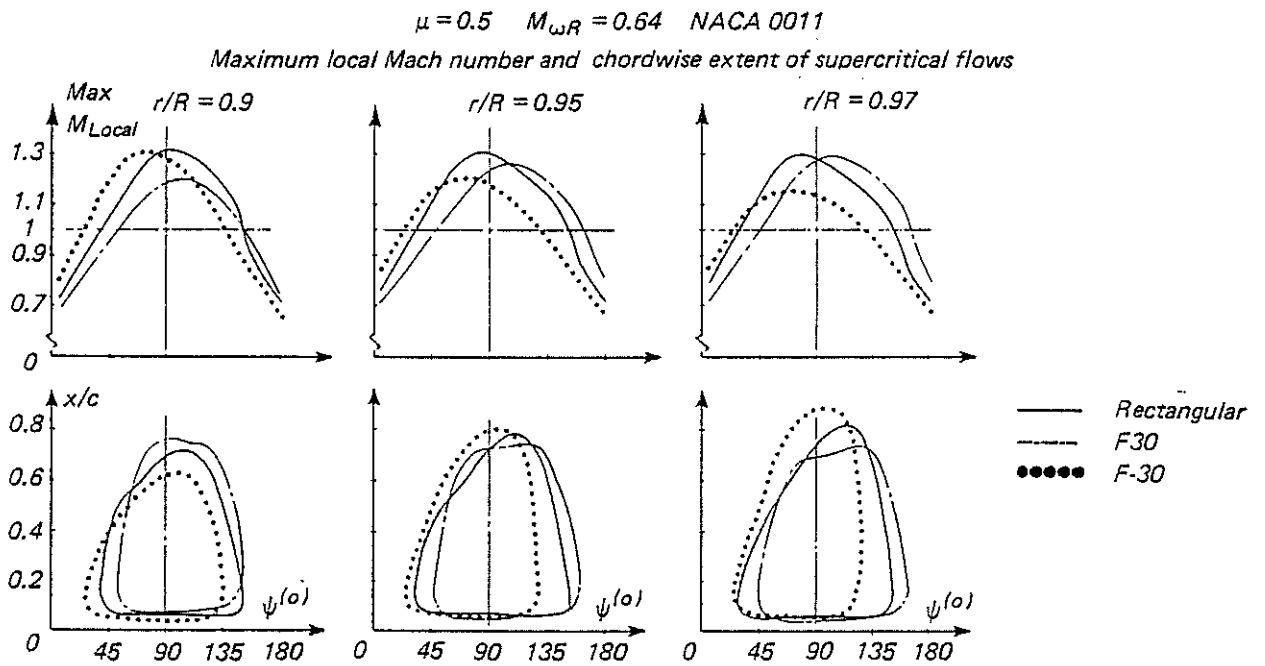 μ = 0.5 M_ωR = 0.64 NACA 0011
Maximum local Mach number and chordwise extent of supercritical flows
Max
M_Local
r/R = 0.9
r/R = 0.95
r/R = 0.97
1.3
1.1
1
0.9
0.7
0
x/c
0.8
0.6
0.4
0.2
0
ψ(o)
ψ(o)
ψ(o)
45 90 135 180
45 90 135 180
45 90 135 180
Rectangular
F30
F-30